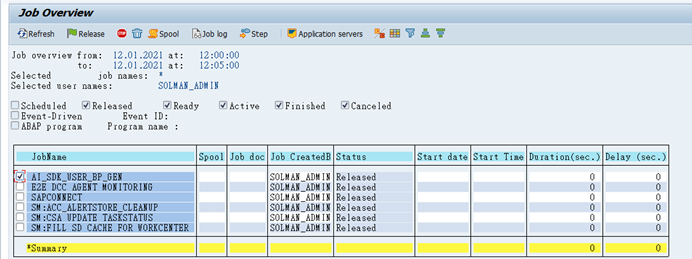 Job Overview
Refresh Release Spool Job log Step Application servers
Job overview from: 12.01.2021 at: 12:00:00
to: 12.01.2021 at: 12:05:00
Selected job names: *
Selected user names: SOLMAN_ADMIN
Scheduled Released Ready Active Finished Canceled
Event-Driven Event ID:
ABAP program Program name :
JobName Spool Job doc Job CreatedB Status Start date Start Time Duration(sec.) Delay (sec.)
AI_SDK_USER_BP_GEN SOLMAN_ADMIN Released 0 0
E2E DCC AGENT MONITORING SOLMAN_ADMIN Released 0 0
SAPCONNECT SOLMAN_ADMIN Released 0 0
SM:ACC_ALERTSTORE_CLEANUP SOLMAN_ADMIN Released 0 0
SM:CSA UPDATE TASKSTATUS SOLMAN_ADMIN Released 0 0
SM:FILL SD CACHE FOR WORKCENTER SOLMAN_ADMIN Released 0 0
*Summary 0 0